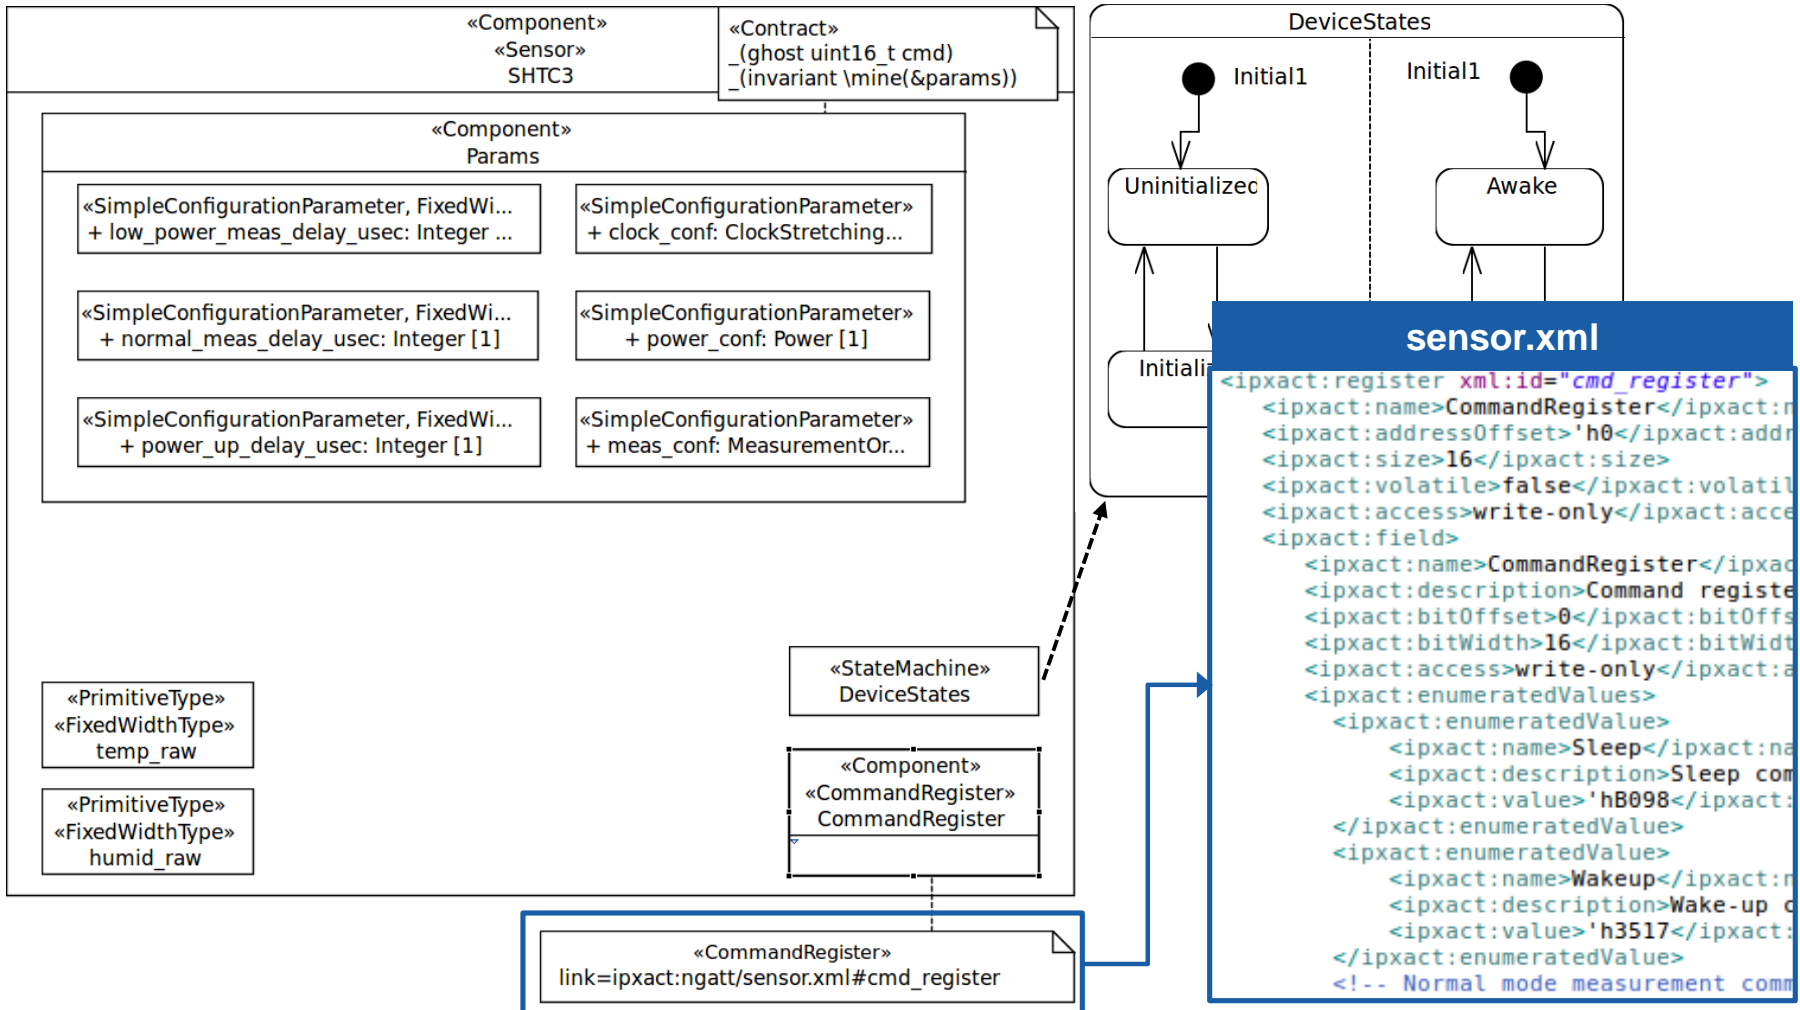 «Component»
«Sensor»
SHTC3
«Contract»
_(ghost uint16_t cmd)
_(invariant \mine(&params))
«Component»
Params
«SimpleConfigurationParameter, FixedWi...
+ low_power_meas_delay_usec: Integer ...
«SimpleConfigurationParameter»
+ clock_conf: ClockStretching...
«SimpleConfigurationParameter, FixedWi...
+ normal_meas_delay_usec: Integer [1]
«SimpleConfigurationParameter»
+ power_conf: Power [1]
«SimpleConfigurationParameter, FixedWi...
+ power_up_delay_usec: Integer [1]
«SimpleConfigurationParameter»
+ meas_conf: MeasurementOr...
«PrimitiveType»
«FixedWidthType»
temp_raw
«PrimitiveType»
«FixedWidthType»
humid_raw
«StateMachine»
DeviceStates
«Component»
«CommandRegister»
CommandRegister
«CommandRegister»
link=ipxact:ngatt/sensor.xml#cmd_register
DeviceStates
Initial1
Initial1
Uninitialized
Awake
Initiali
sensor.xml
<ipxact:register xml:id="cmd_register">
<ipxact:name>CommandRegister</ipxact:n
<ipxact:addressOffset>'h0</ipxact:addr
<ipxact:size>16</ipxact:size>
<ipxact:volatile>false</ipxact:volatil
<ipxact:access>write-only</ipxact:acce
<ipxact:field>
<ipxact:name>CommandRegister</ipxac
<ipxact:description>Command registe
<ipxact:bitOffset>0</ipxact:bitOffs
<ipxact:bitWidth>16</ipxact:bitWidt
<ipxact:access>write-only</ipxact:a
<ipxact:enumeratedValues>
<ipxact:enumeratedValue>
<ipxact:name>Sleep</ipxact:na
<ipxact:description>Sleep com
<ipxact:value>'hB098</ipxact:
</ipxact:enumeratedValue>
<ipxact:enumeratedValue>
<ipxact:name>Wakeup</ipxact:n
<ipxact:description>Wake-up c
<ipxact:value>'h3517</ipxact:
</ipxact:enumeratedValue>
<!-- Normal mode measurement comm